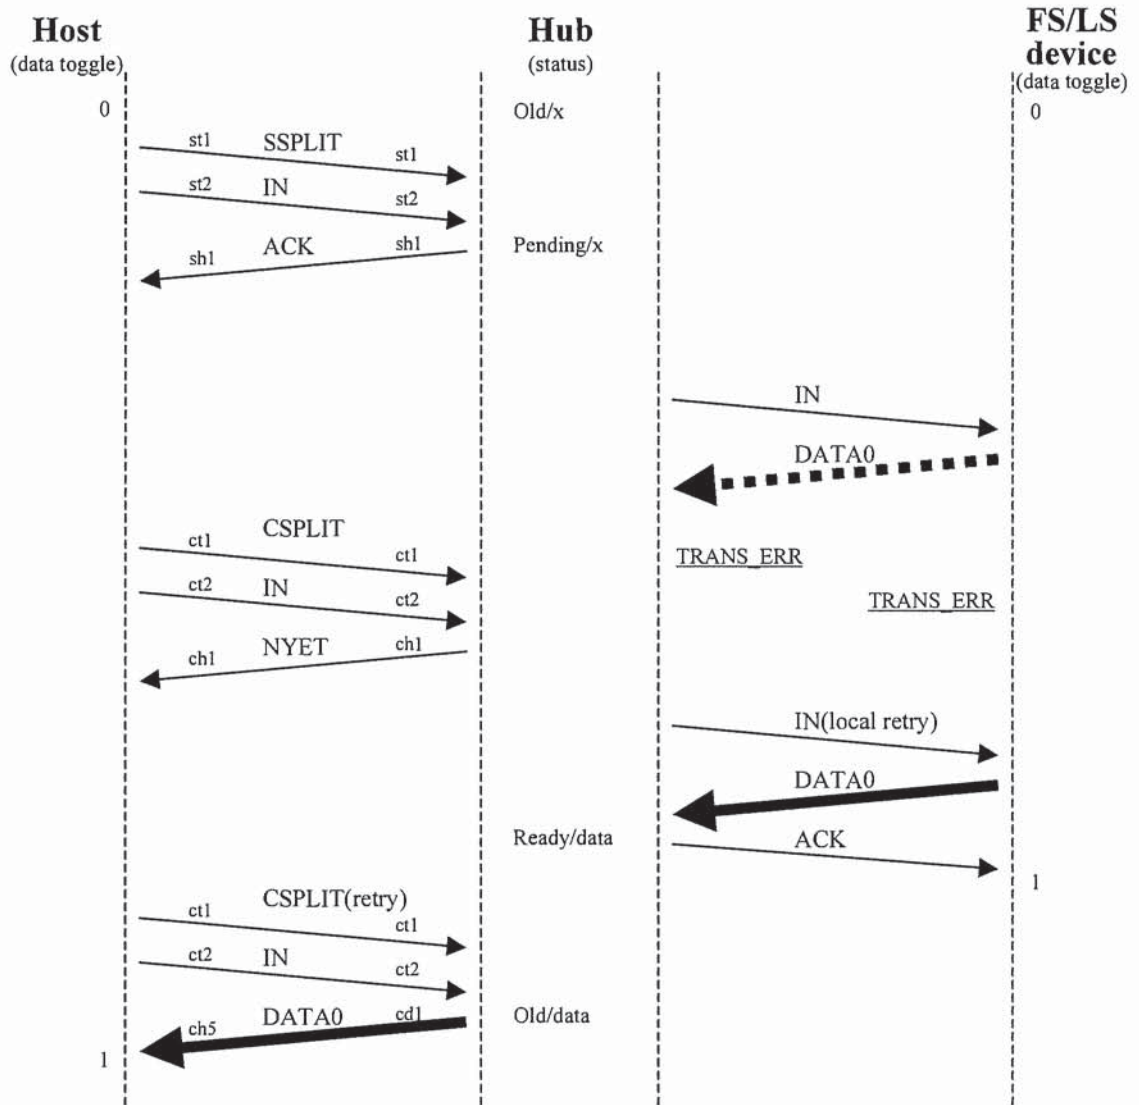 Host
(data toggle)
Hub
(status)
FS/LS
device
(data toggle)
0
Old/x
0
st1 SSPLIT st1
st2 IN st2
sh1 ACK sh1
Pending/x
IN
DATA0
ct1 CSPLIT ct1
TRANS_ERR
ct2 IN ct2
TRANS_ERR
ch1 NYET ch1
IN(local retry)
DATA0
Ready/data
ACK
1
ct1 CSPLIT(retry) ct1
ct2 IN ct2
ch5 DATA0 cd1
Old/data
1